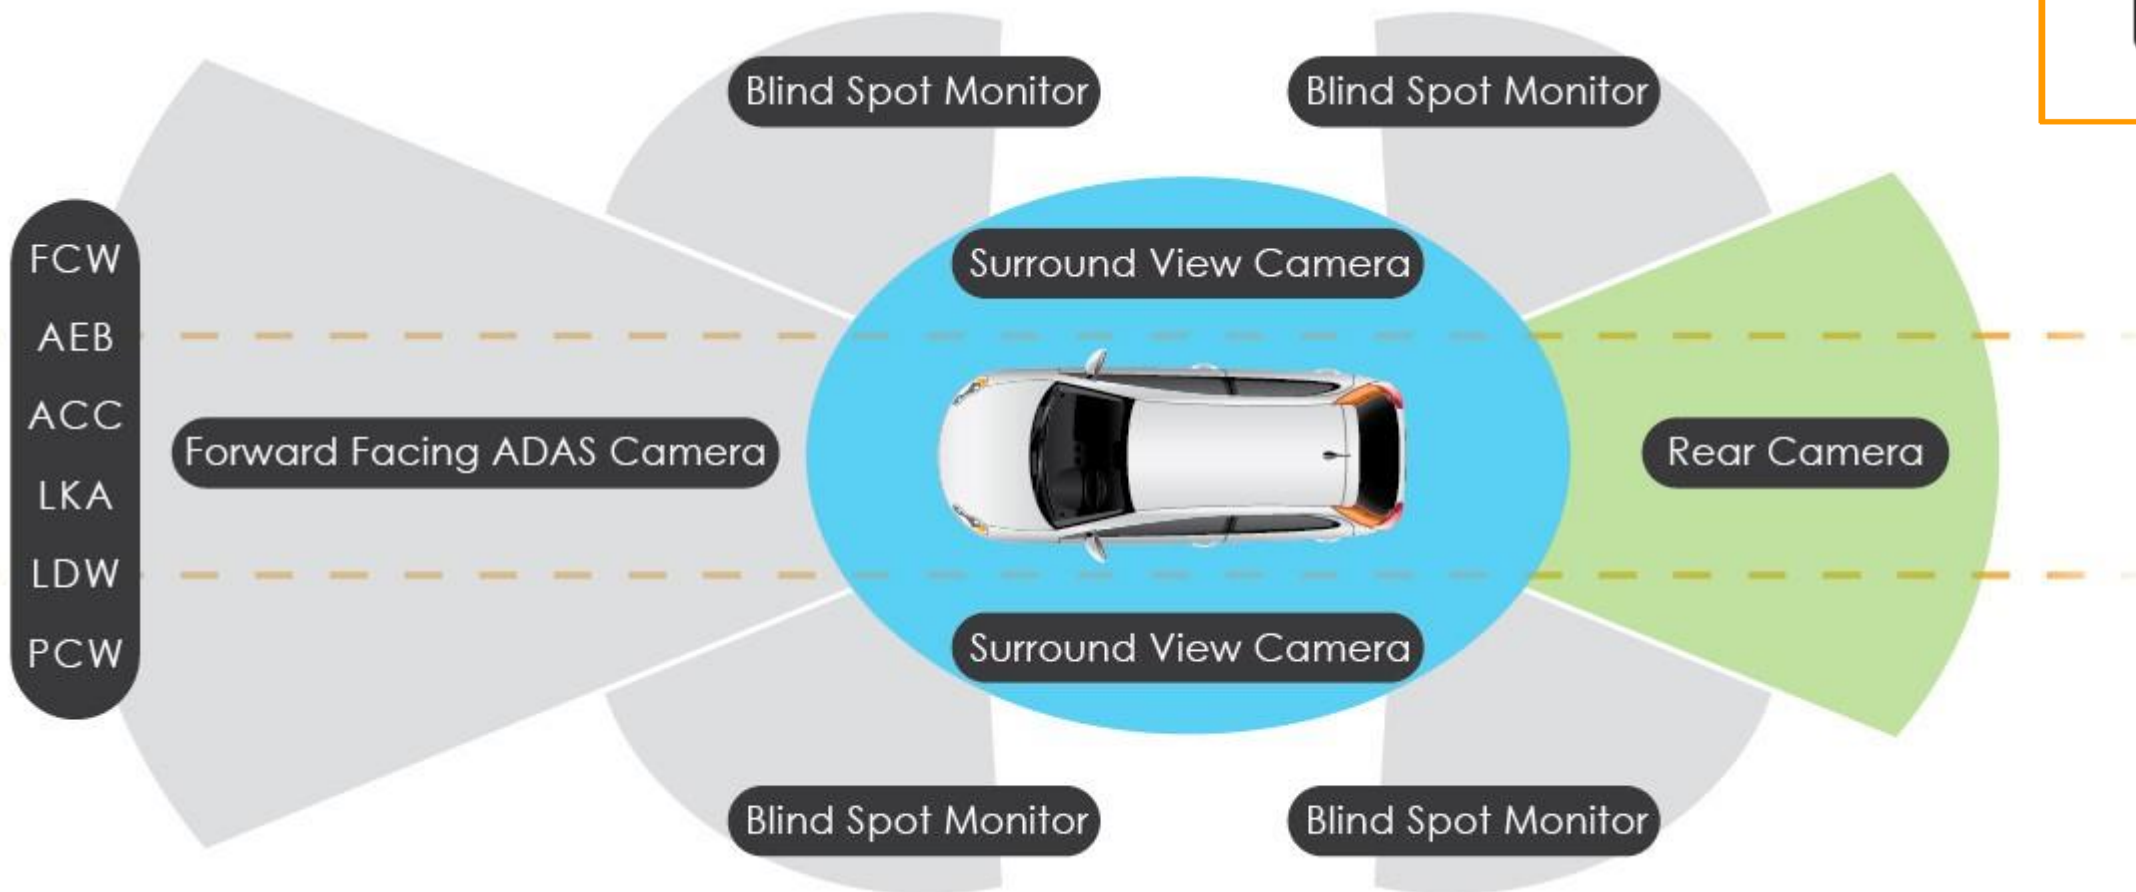 Blind Spot Monitor
Blind Spot Monitor
Surround View Camera
FCW
AEB
ACC
LKA
LDW
PCW
Forward Facing ADAS Camera
Rear Camera
Surround View Camera
Blind Spot Monitor
Blind Spot Monitor